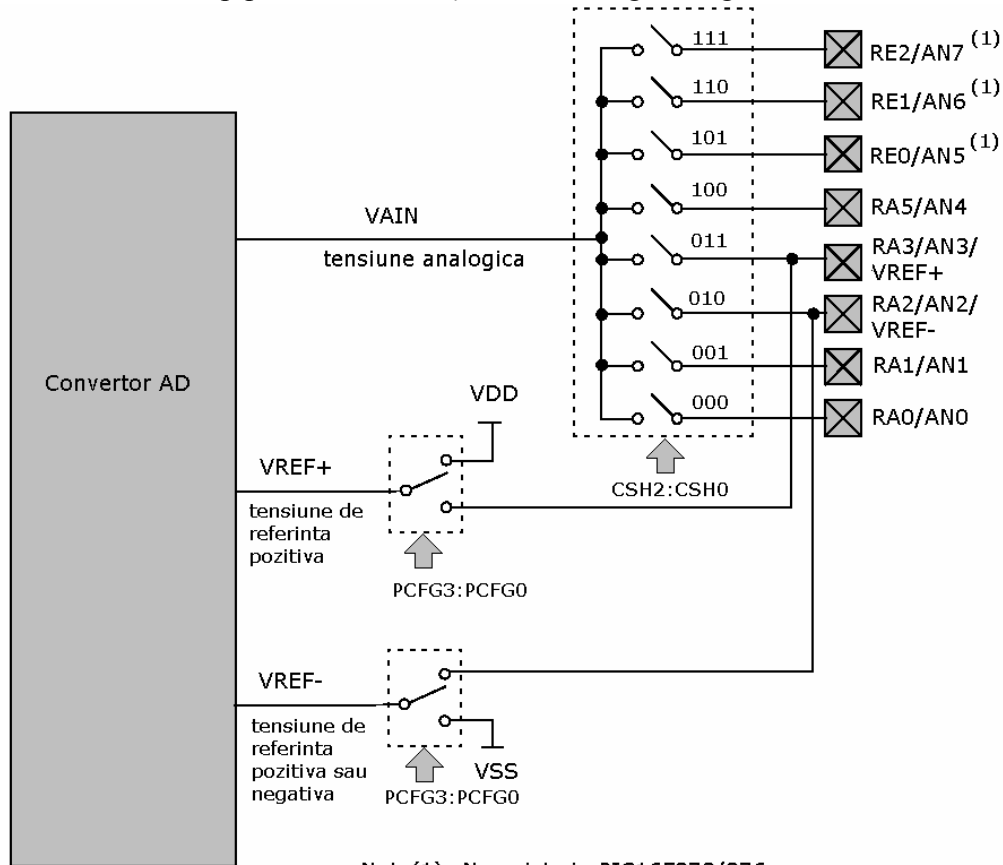 111
RE2/AN7 (1)
110
RE1/AN6 (1)
101
RE0/AN5 (1)
100
RA5/AN4
VAIN
tensiune analogica
011
RA3/AN3/
VREF+
010
RA2/AN2/
VREF-
001
RA1/AN1
000
RA0/AN0
Convertor AD
VDD
CSH2:CSH0
VREF+
tensiune de
referinta
pozitiva
PCFG3:PCFG0
VREF-
tensiune de
referinta
pozitiva sau
negativa
VSS
PCFG3:PCFG0